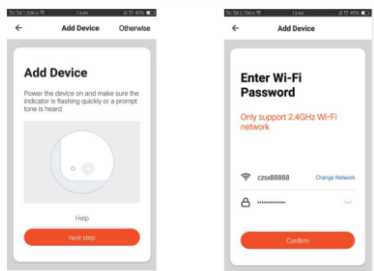 Add Device
Otherwise
Add Device
Power the device on and make sure the
indicator is flashing quickly or a prompt
tone is heard
Help
next step
Add Device
Enter Wi-Fi
Password
Only support 2.4GHz Wi-Fi
network
czsx88888
Change Network
Confirm